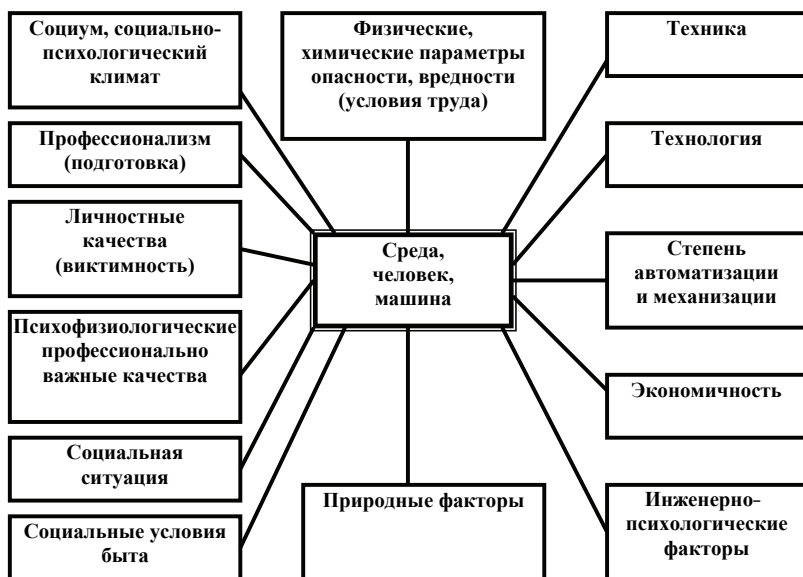 Социум, социально-
психологический
климат
Профессионализм
(подготовка)
Личностные
качества
(виктимность)
Психофизиологические
профессионально
важные качества
Социальная
ситуация
Социальные условия
быта
Физические,
химические параметры
опасности, вредности
(условия труда)
Среда,
человек,
машина
Природные факторы
Техника
Технология
Степень
автоматизации
и механизации
Экономичность
Инженерно-
психологические
факторы